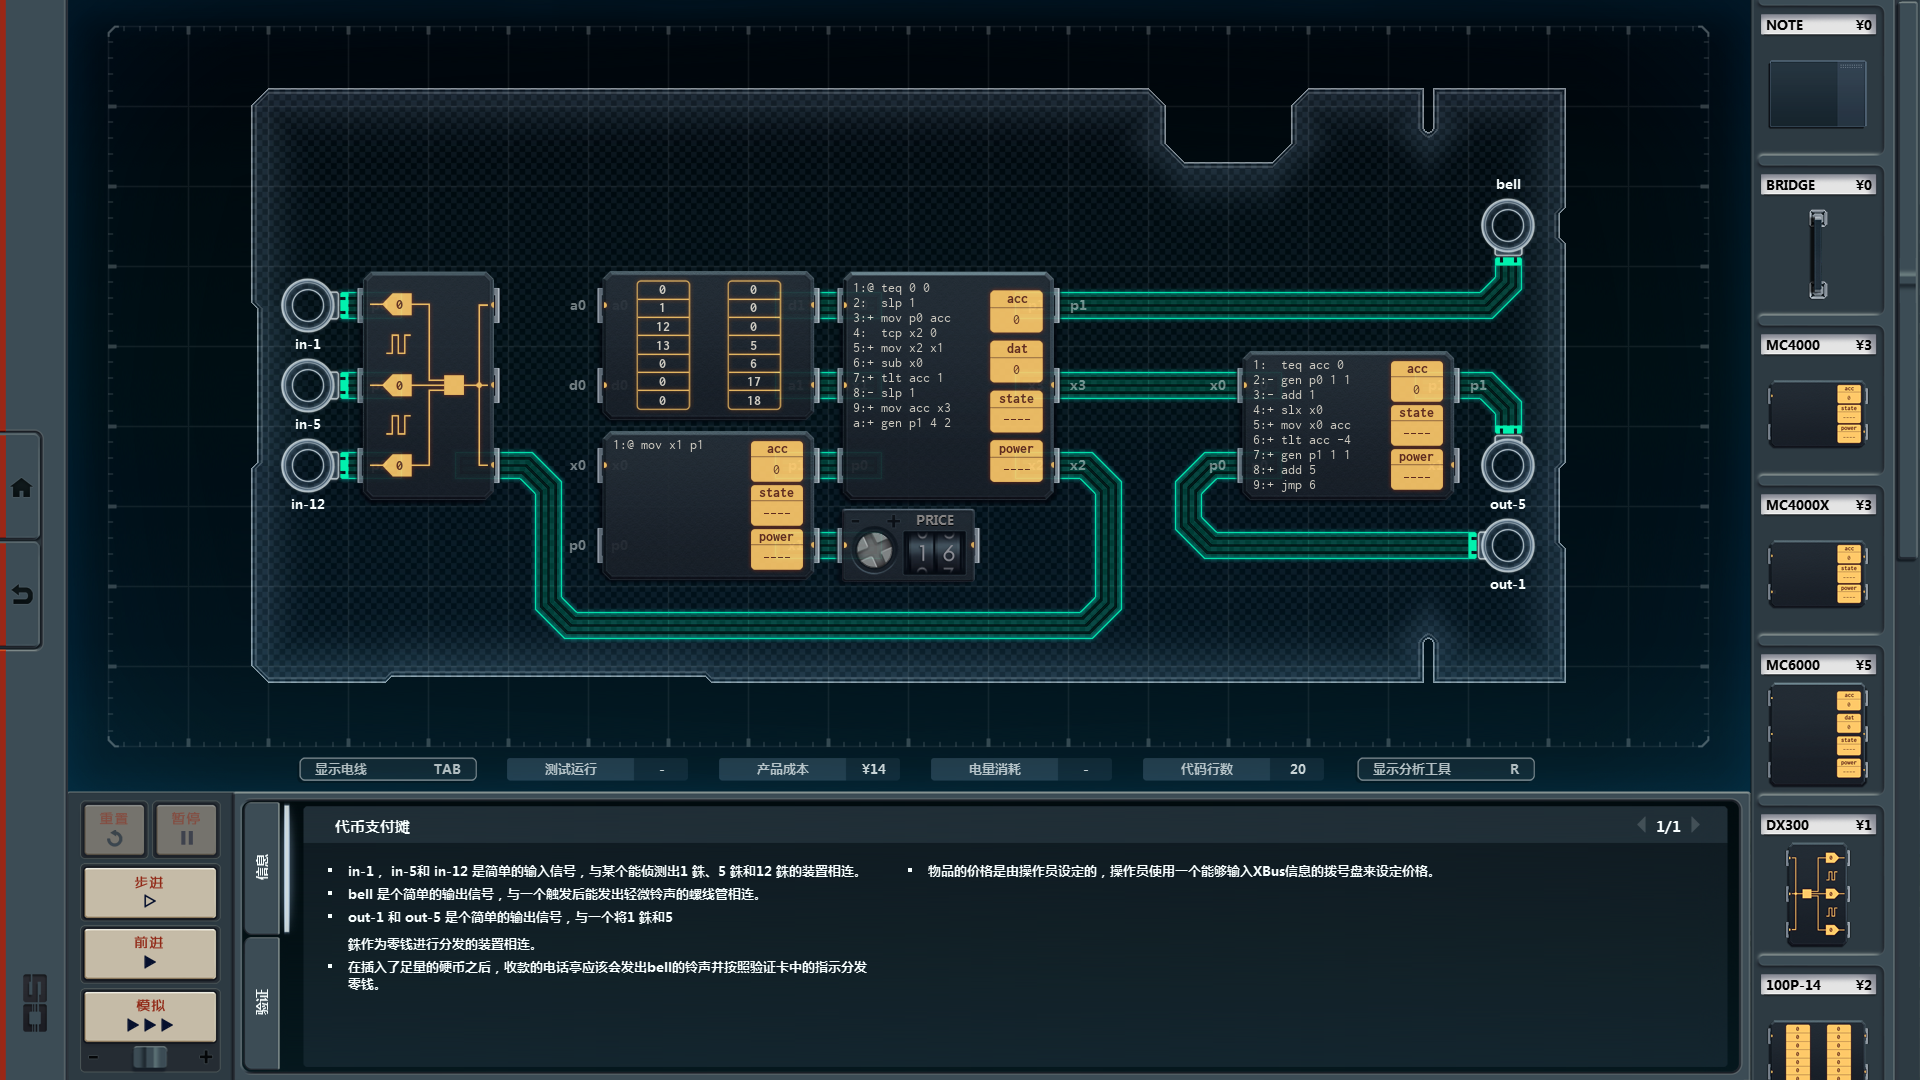 NOTE ¥0
BRIDGE ¥0
MC4000 ¥3
MC4000X ¥3
MC6000 ¥5
DX300 ¥1
100P-14 ¥2
in-1
in-5
in-12
bell
out-5
out-1
a0
d0
x0
p0
p1
x3
x2
x0
p0
p1
0 0
1 0
12 0
13 5
0 6
0 17
0 18
1:@ teq 0 0
2:  slp 1
3:+ mov p0 acc
4:  tcp x2 0
5:+ mov x2 x1
6:+ sub x0
7:+ tlt acc 1
8:- slp 1
9:+ mov acc x3
a:+ gen p1 4 2
acc
0
dat
0
state
----
power
----
1:@ mov x1 p1
acc
0
state
----
power
----
- + PRICE
16
1:  teq acc 0
2:- gen p0 1 1
3:- add 1
4:+ slx x0
5:+ mov x0 acc
6:+ tlt acc -4
7:+ gen p1 1 1
8:+ add 5
9:+ jmp 6
acc
0
state
----
power
----
显示电线 TAB
测试运行 -
产品成本 ¥14
电量消耗 -
代码行数 20
显示分析工具 R
重置
暂停
步进
前进
模拟
- +
信息
验证
代币支付摊
1/1
▪ in-1，in-5和 in-12 是简单的输入信号，与某个能侦测出1 銖、5 銖和12 銖的装置相连。
▪ bell 是个简单的输出信号，与一个触发后能发出轻微铃声的螺线管相连。
▪ out-1 和 out-5 是个简单的输出信号，与一个将1 銖和5
銖作为零钱进行分发的装置相连。
▪ 在插入了足量的硬币之后，收款的电话亭应该会发出bell的铃声并按照验证卡中的指示分发
零钱。
▪ 物品的价格是由操作员设定的，操作员使用一个能够输入XBus信息的拨号盘来设定价格。